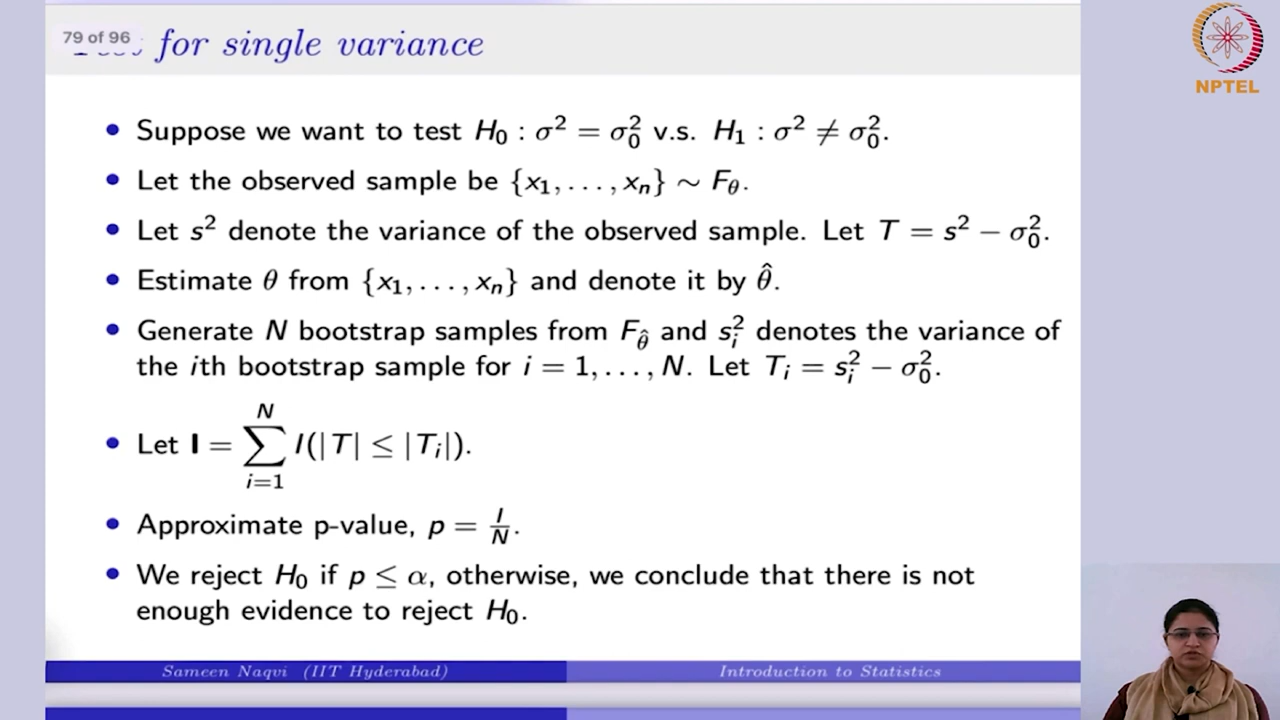 79 of 96
for single variance
NPTEL
• Suppose we want to test H₀ : σ² = σ₀² v.s. H₁ : σ² ≠ σ₀².
• Let the observed sample be {x₁, . . . , xₙ} ∼ F_θ.
• Let s² denote the variance of the observed sample. Let T = s² − σ₀².
• Estimate θ from {x₁, . . . , xₙ} and denote it by θ̂.
• Generate N bootstrap samples from F_θ̂ and sᵢ² denotes the variance of
the ith bootstrap sample for i = 1, . . . , N. Let Tᵢ = sᵢ² − σ₀².
• Let I = ∑_{i=1}^{N} I(|T| ≤ |Tᵢ|).
• Approximate p-value, p = I/N.
• We reject H₀ if p ≤ α, otherwise, we conclude that there is not
enough evidence to reject H₀.
Sameen Naqvi (IIT Hyderabad)
Introduction to Statistics